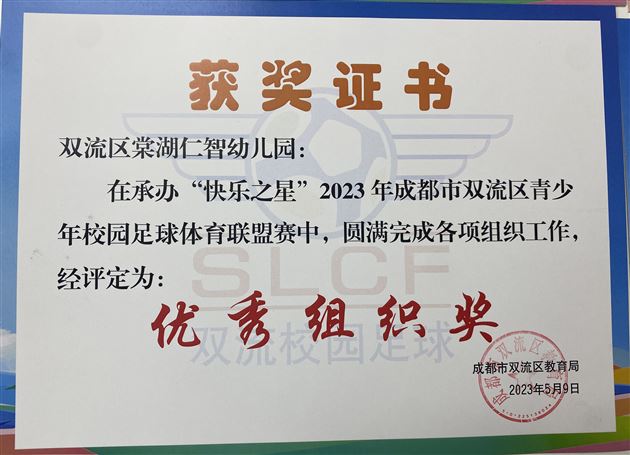 获奖证书
双流区棠湖仁智幼儿园：
在承办“快乐之星”2023年成都市双流区青少
年校园足球体育联盟赛中，圆满完成各项组织工作，
经评定为：
SLCF
优秀组织奖
双流校园足球
成都市双流区教育局
2023年5月9日